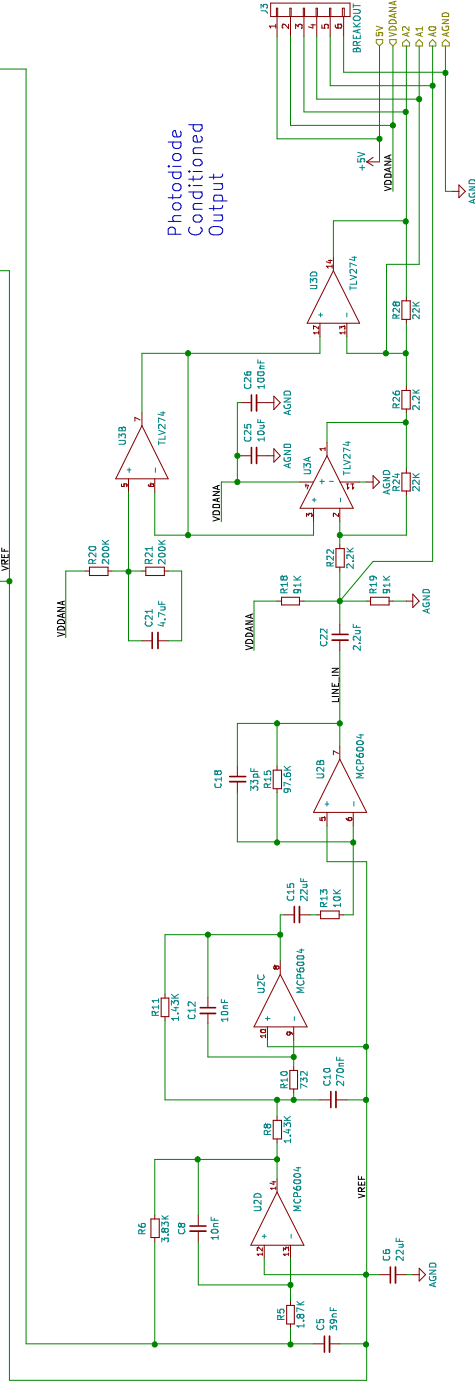 J3
BREAKOUT
1
2
3
4
5
6
5V
VDDANA
A2
A1
A0
AGND
+5V
VDDANA
AGND
Photodiode
Conditioned
Output
U3D
TLV274
14
12
13
R28
22K
R26
2.2K
R24
22K
C26
100nF
AGND
C25
10uF
AGND
U3B
TLV274
7
5
6
U3A
TLV274
1
3
2
4
11
AGND
VDDANA
R20
200K
R21
200K
C21
4.7uF
VDDANA
VREF
R22
2.2K
R18
91K
R19
91K
AGND
VDDANA
C22
2.2uF
LINE_IN
C18
33pF
R15
97.6K
U2B
MCP6004
7
5
6
C15
22uF
R13
10K
R11
1.43K
C12
10nF
U2C
MCP6004
8
10
9
R10
732
C10
270nF
R8
1.43K
R6
3.83K
C8
10nF
U2D
MCP6004
14
12
13
VREF
R5
1.87K
C5
39nF
C6
22uF
AGND